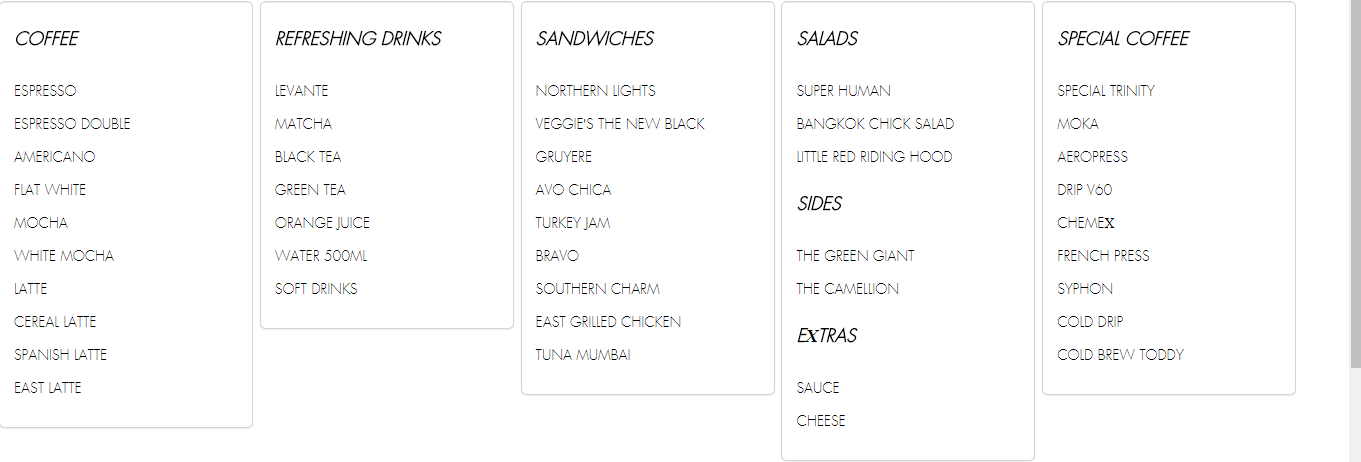 COFFEE
ESPRESSO
ESPRESSO DOUBLE
AMERICANO
FLAT WHITE
MOCHA
WHITE MOCHA
LATTE
CEREAL LATTE
SPANISH LATTE
EAST LATTE
REFRESHING DRINKS
LEVANTE
MATCHA
BLACK TEA
GREEN TEA
ORANGE JUICE
WATER 500ML
SOFT DRINKS
SANDWICHES
NORTHERN LIGHTS
VEGGIE'S THE NEW BLACK
GRUYERE
AVO CHICA
TURKEY JAM
BRAVO
SOUTHERN CHARM
EAST GRILLED CHICKEN
TUNA MUMBAI
SALADS
SUPER HUMAN
BANGKOK CHICK SALAD
LITTLE RED RIDING HOOD
SIDES
THE GREEN GIANT
THE CAMELLION
EXTRAS
SAUCE
CHEESE
SPECIAL COFFEE
SPECIAL TRINITY
MOKA
AEROPRESS
DRIP V60
CHEMEX
FRENCH PRESS
SYPHON
COLD DRIP
COLD BREW TODDY